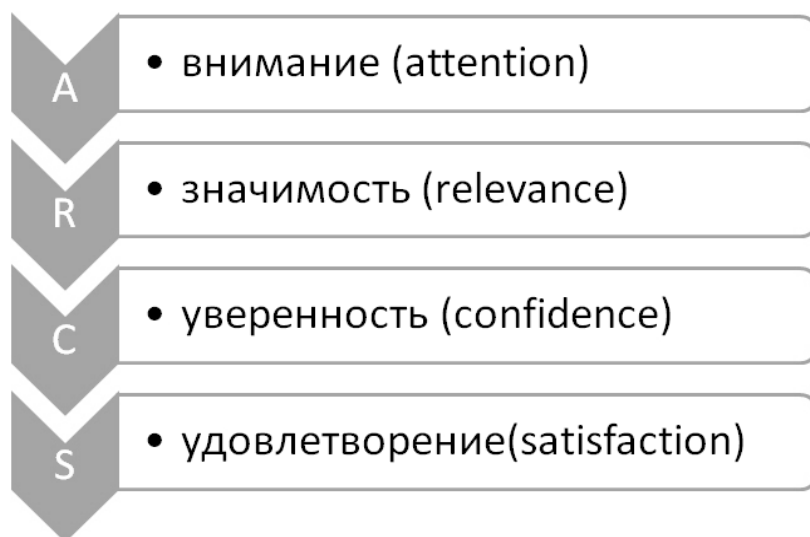 A
• внимание (attention)
R
• значимость (relevance)
C
• уверенность (confidence)
S
• удовлетворение(satisfaction)